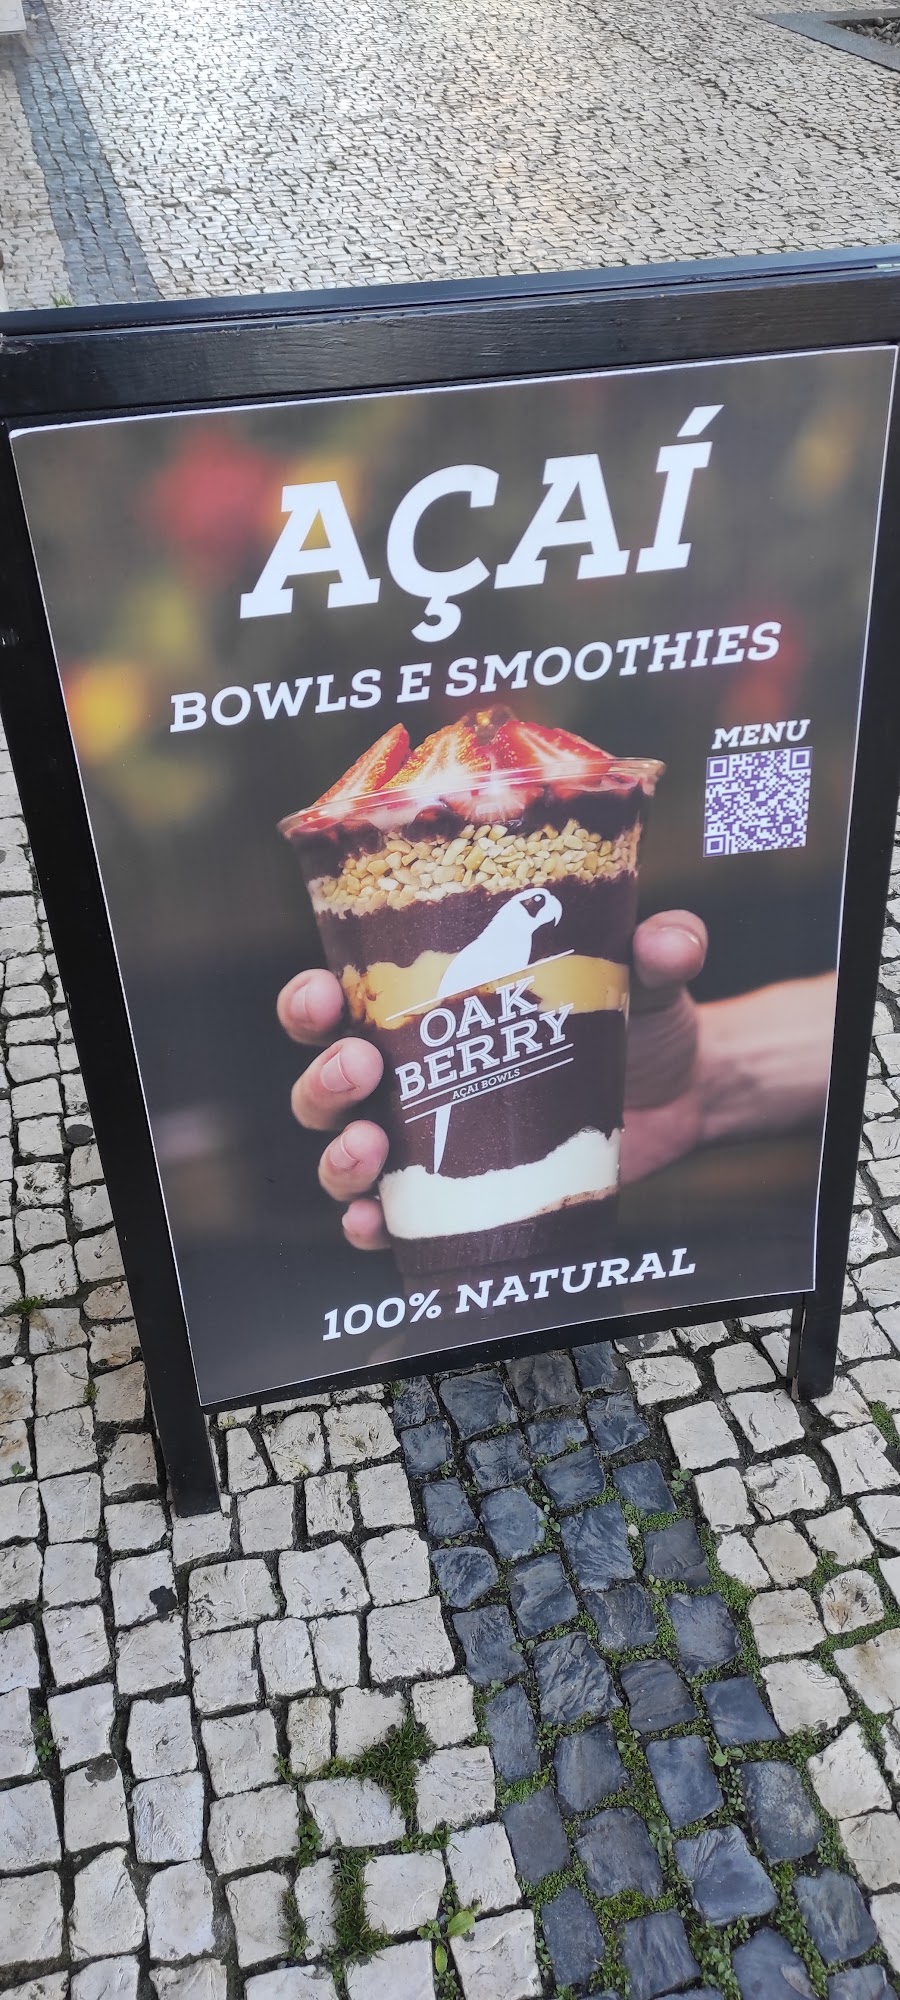 AÇAÍ
BOWLS E SMOOTHIES
MENU
OAK
BERRY
AÇAI BOWLS
100% NATURAL